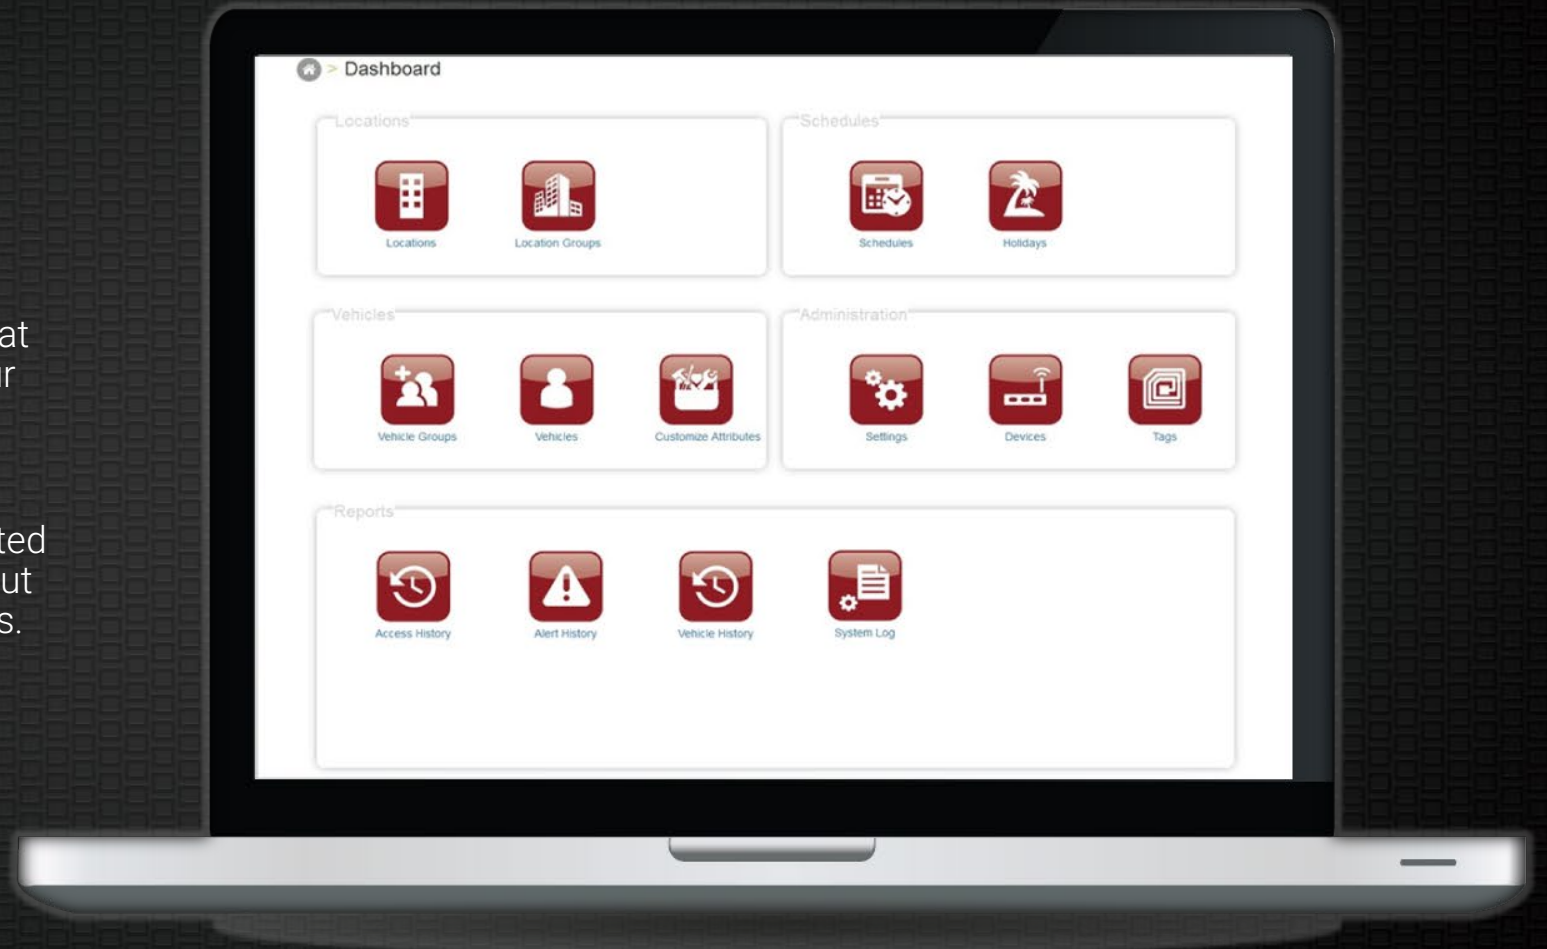 at
ur
ted
ut
s.
> Dashboard
Locations
Locations
Location Groups
Schedules
Schedules
Holidays
Vehicles
Vehicle Groups
Vehicles
Customize Attributes
Administration
Settings
Devices
Tags
Reports
Access History
Alert History
Vehicle History
System Log